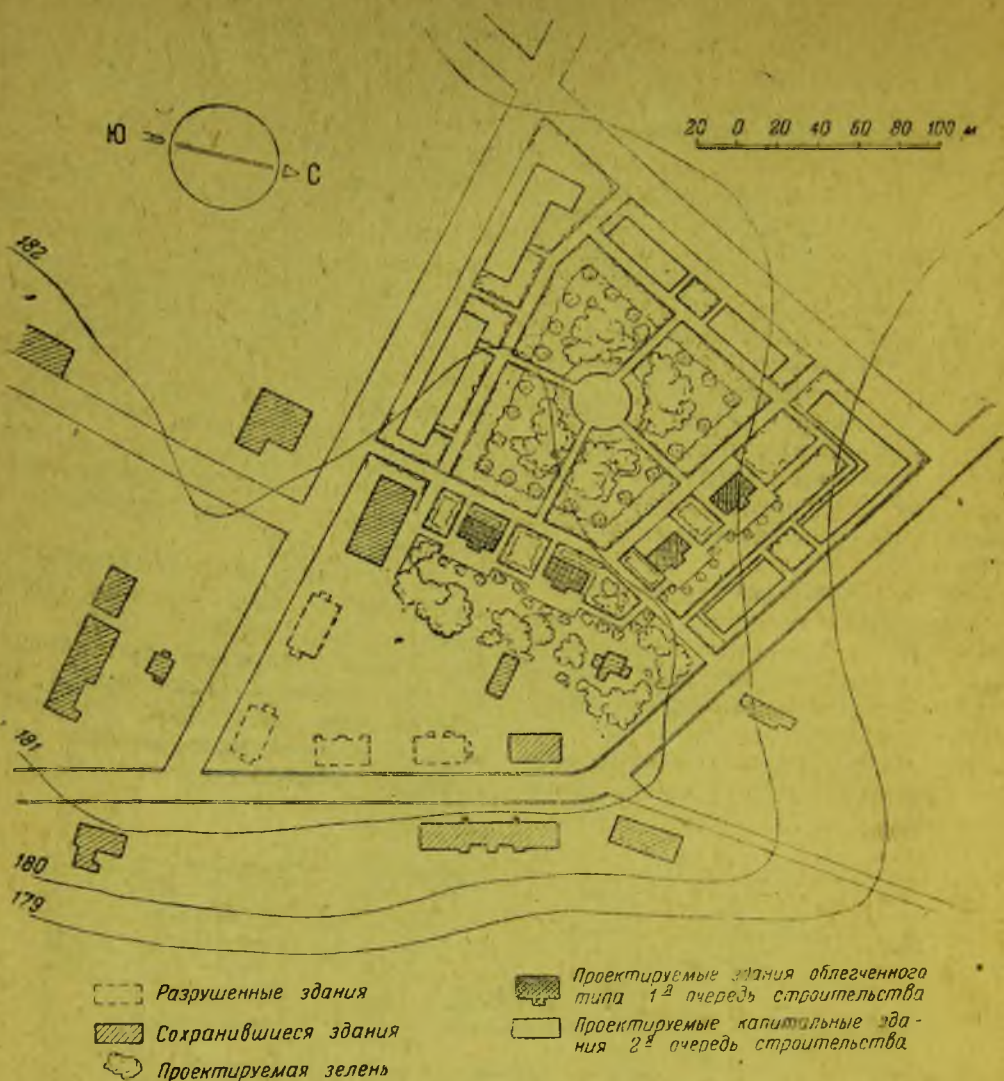 Ю
С
20 0 20 40 60 80 100 м
182
181
180
179
Разрушенные здания
Сохранившиеся здания
Проектируемая зелень
Проектируемые здания облегченного
типа 1я очередь строительства
Проектируемые капитальные зда-
ния 2я очередь строительства